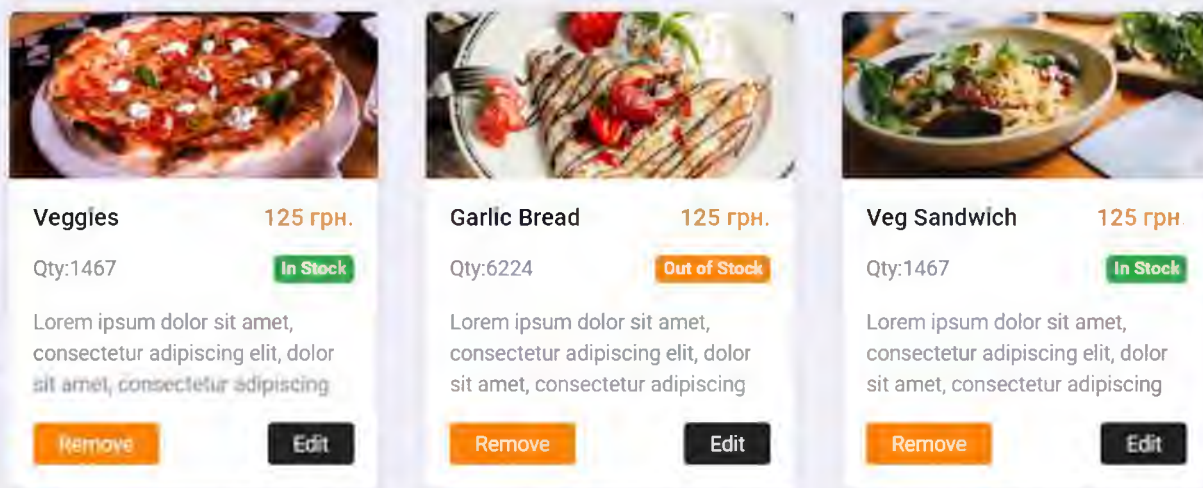 Veggies 125 грн.
Qty:1467 In Stock
Lorem ipsum dolor sit amet,
consectetur adipiscing elit, dolor
sit amet, consectetur adipiscing
Remove Edit
Garlic Bread 125 грн.
Qty:6224 Out of Stock
Lorem ipsum dolor sit amet,
consectetur adipiscing elit, dolor
sit amet, consectetur adipiscing
Remove Edit
Veg Sandwich 125 грн.
Qty:1467 In Stock
Lorem ipsum dolor sit amet,
consectetur adipiscing elit, dolor
sit amet, consectetur adipiscing
Remove Edit